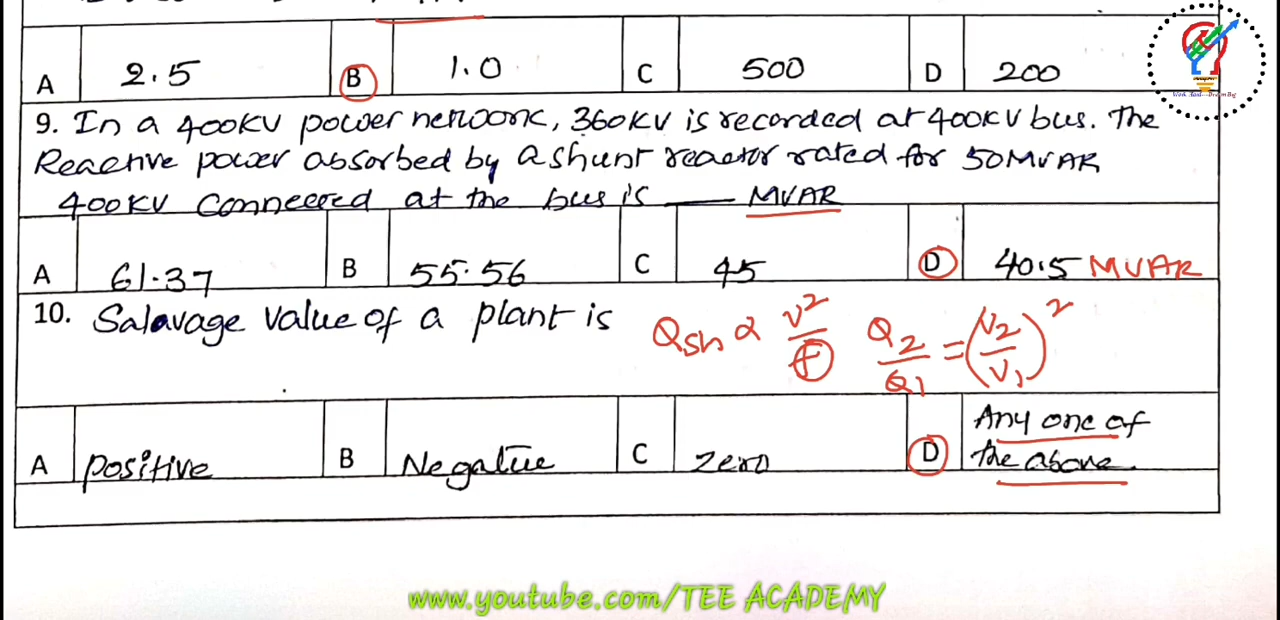 A 2.5 B 1.0 C 500 D 200
9. In a 400KV power network, 360KV is recorded at 400KV bus. The
Reactive power absorbed by a shunt reactor rated for 50MVAR
400KV connected at the bus is ___ MVAR
A 61.37 B 55.56 C 45 D 40.5 MVAR
10. Salavage value of a plant is
Qsh ∝ V²/f Q2/Q1 = (V2/V1)²
A positive B Negative C zero D Any one of
the above.
www.youtube.com/TEE ACADEMY